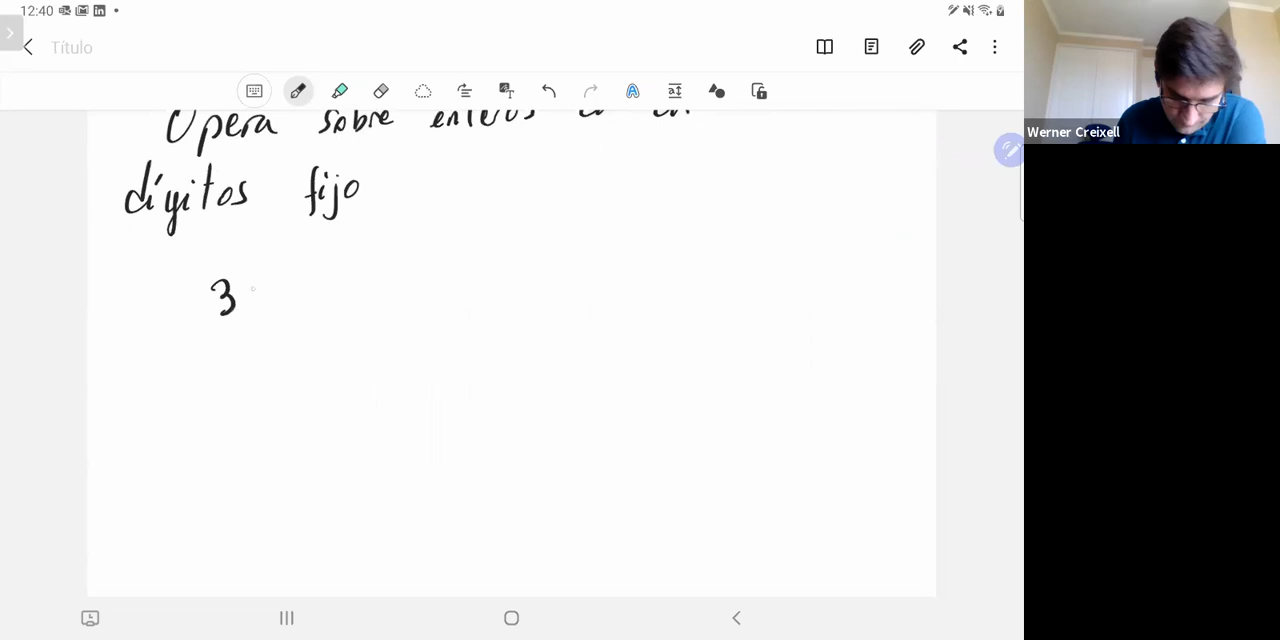 12:40
Título
Werner Creixell
Opera sobre enteros
dígitos fijo
3